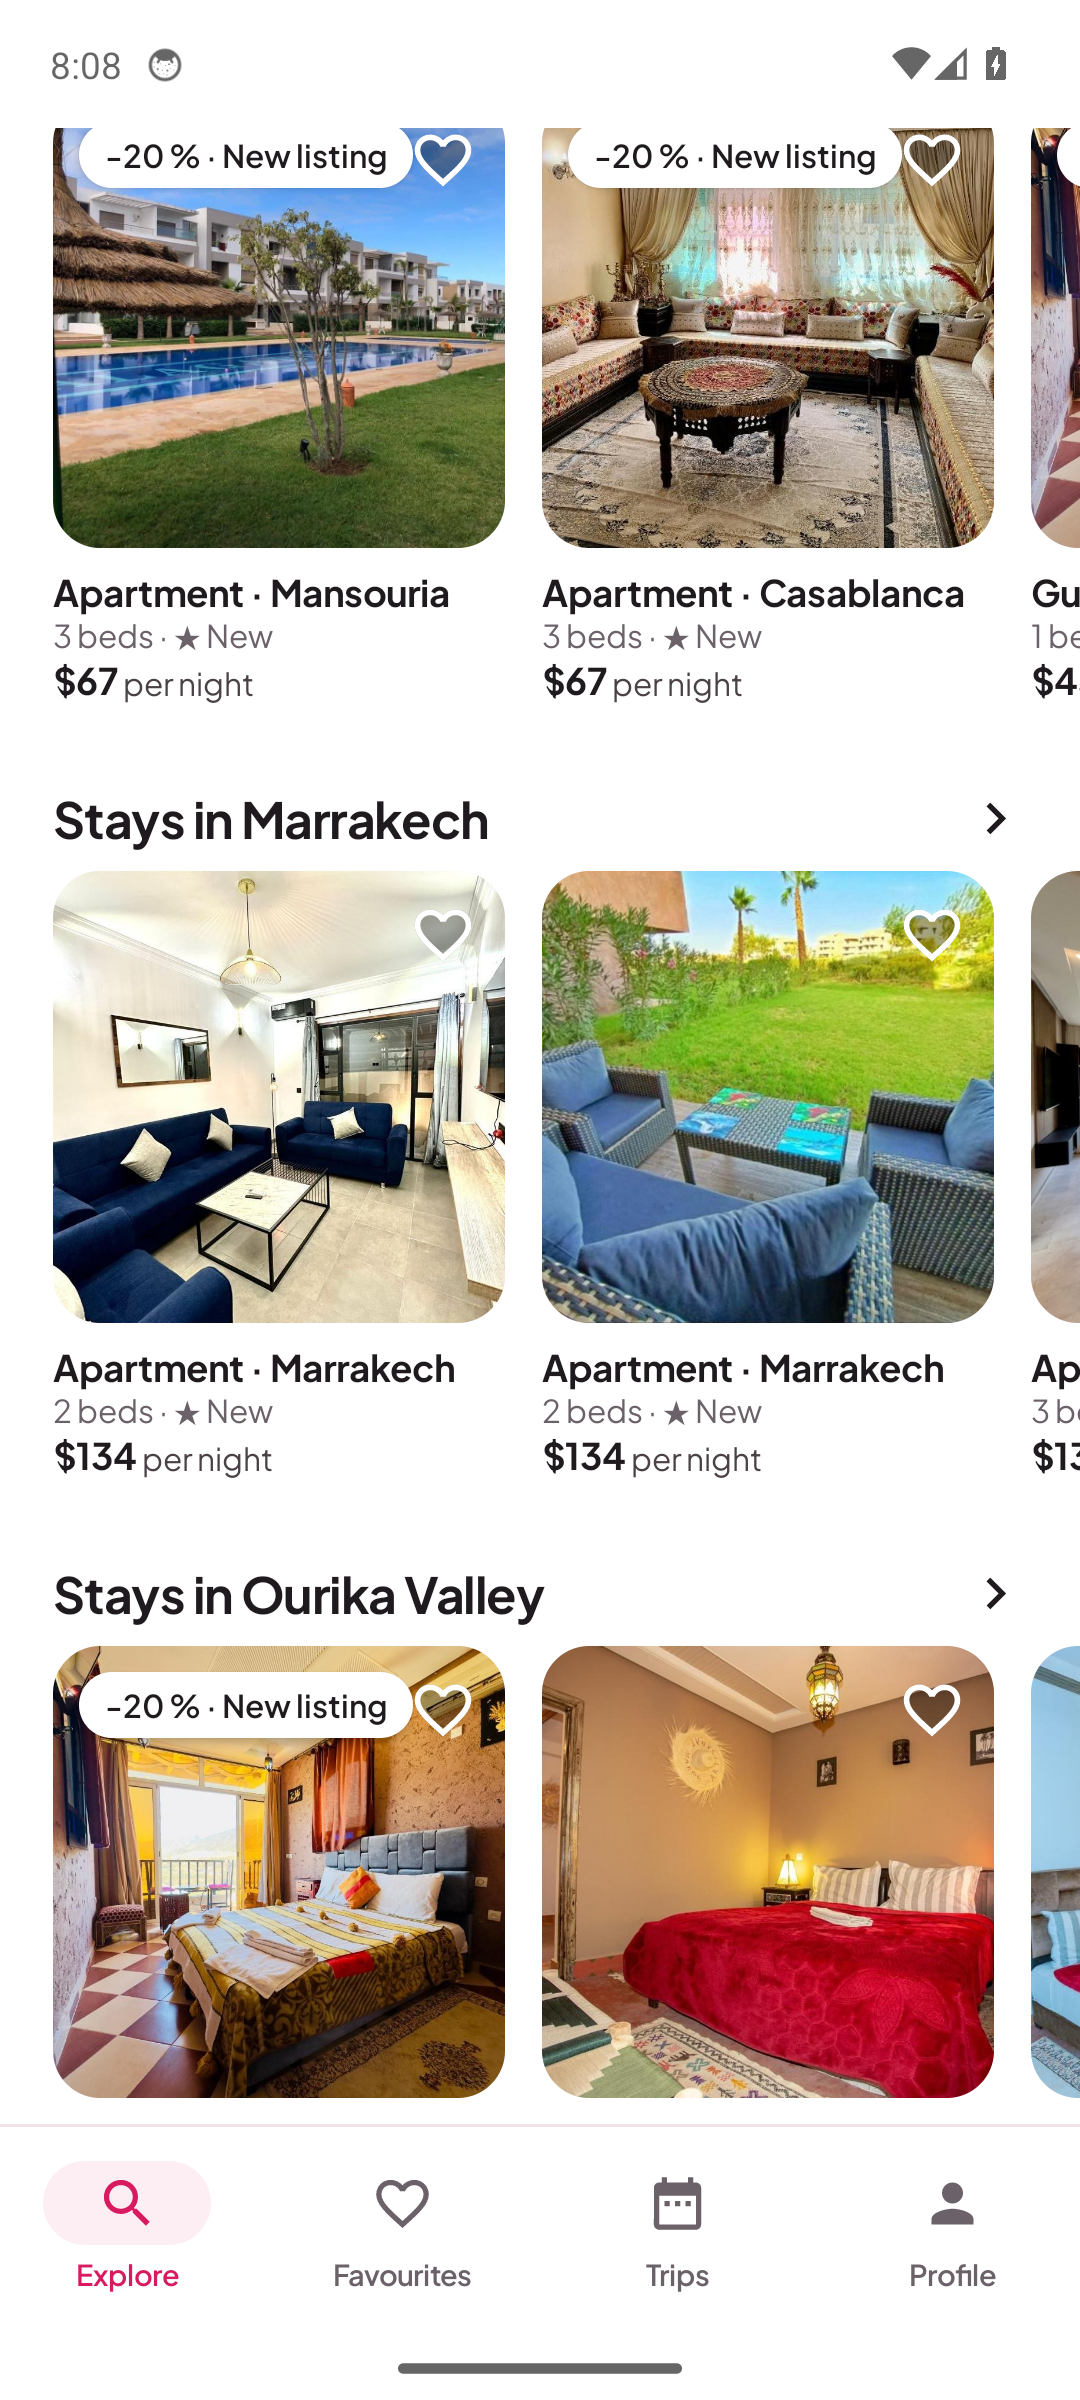 8:08
-20 % · New listing
-20 % · New listing
Apartment · Mansouria
3 beds · ★ New
$67 per night
Apartment · Casablanca
3 beds · ★ New
$67 per night
Stays in Marrakech
Apartment · Marrakech
2 beds · ★ New
$134 per night
Apartment · Marrakech
2 beds · ★ New
$134 per night
Stays in Ourika Valley
-20 % · New listing
Explore
Favourites
Trips
Profile